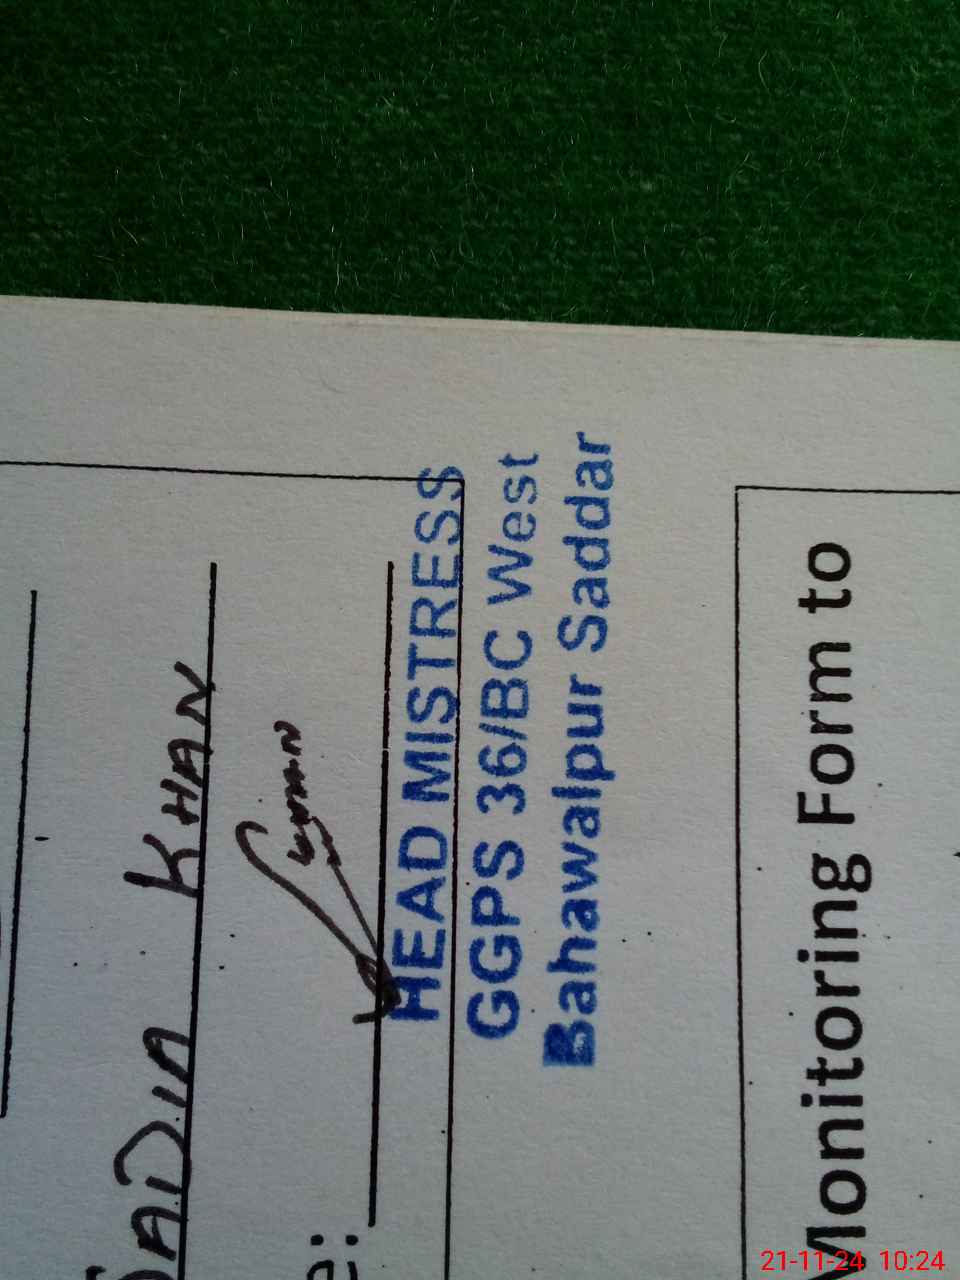 SADIA KHAN
e:
HEAD MISTRESS
GGPS 36/BC West
Bahawalpur Saddar
Monitoring Form to
21-11-24 10:24